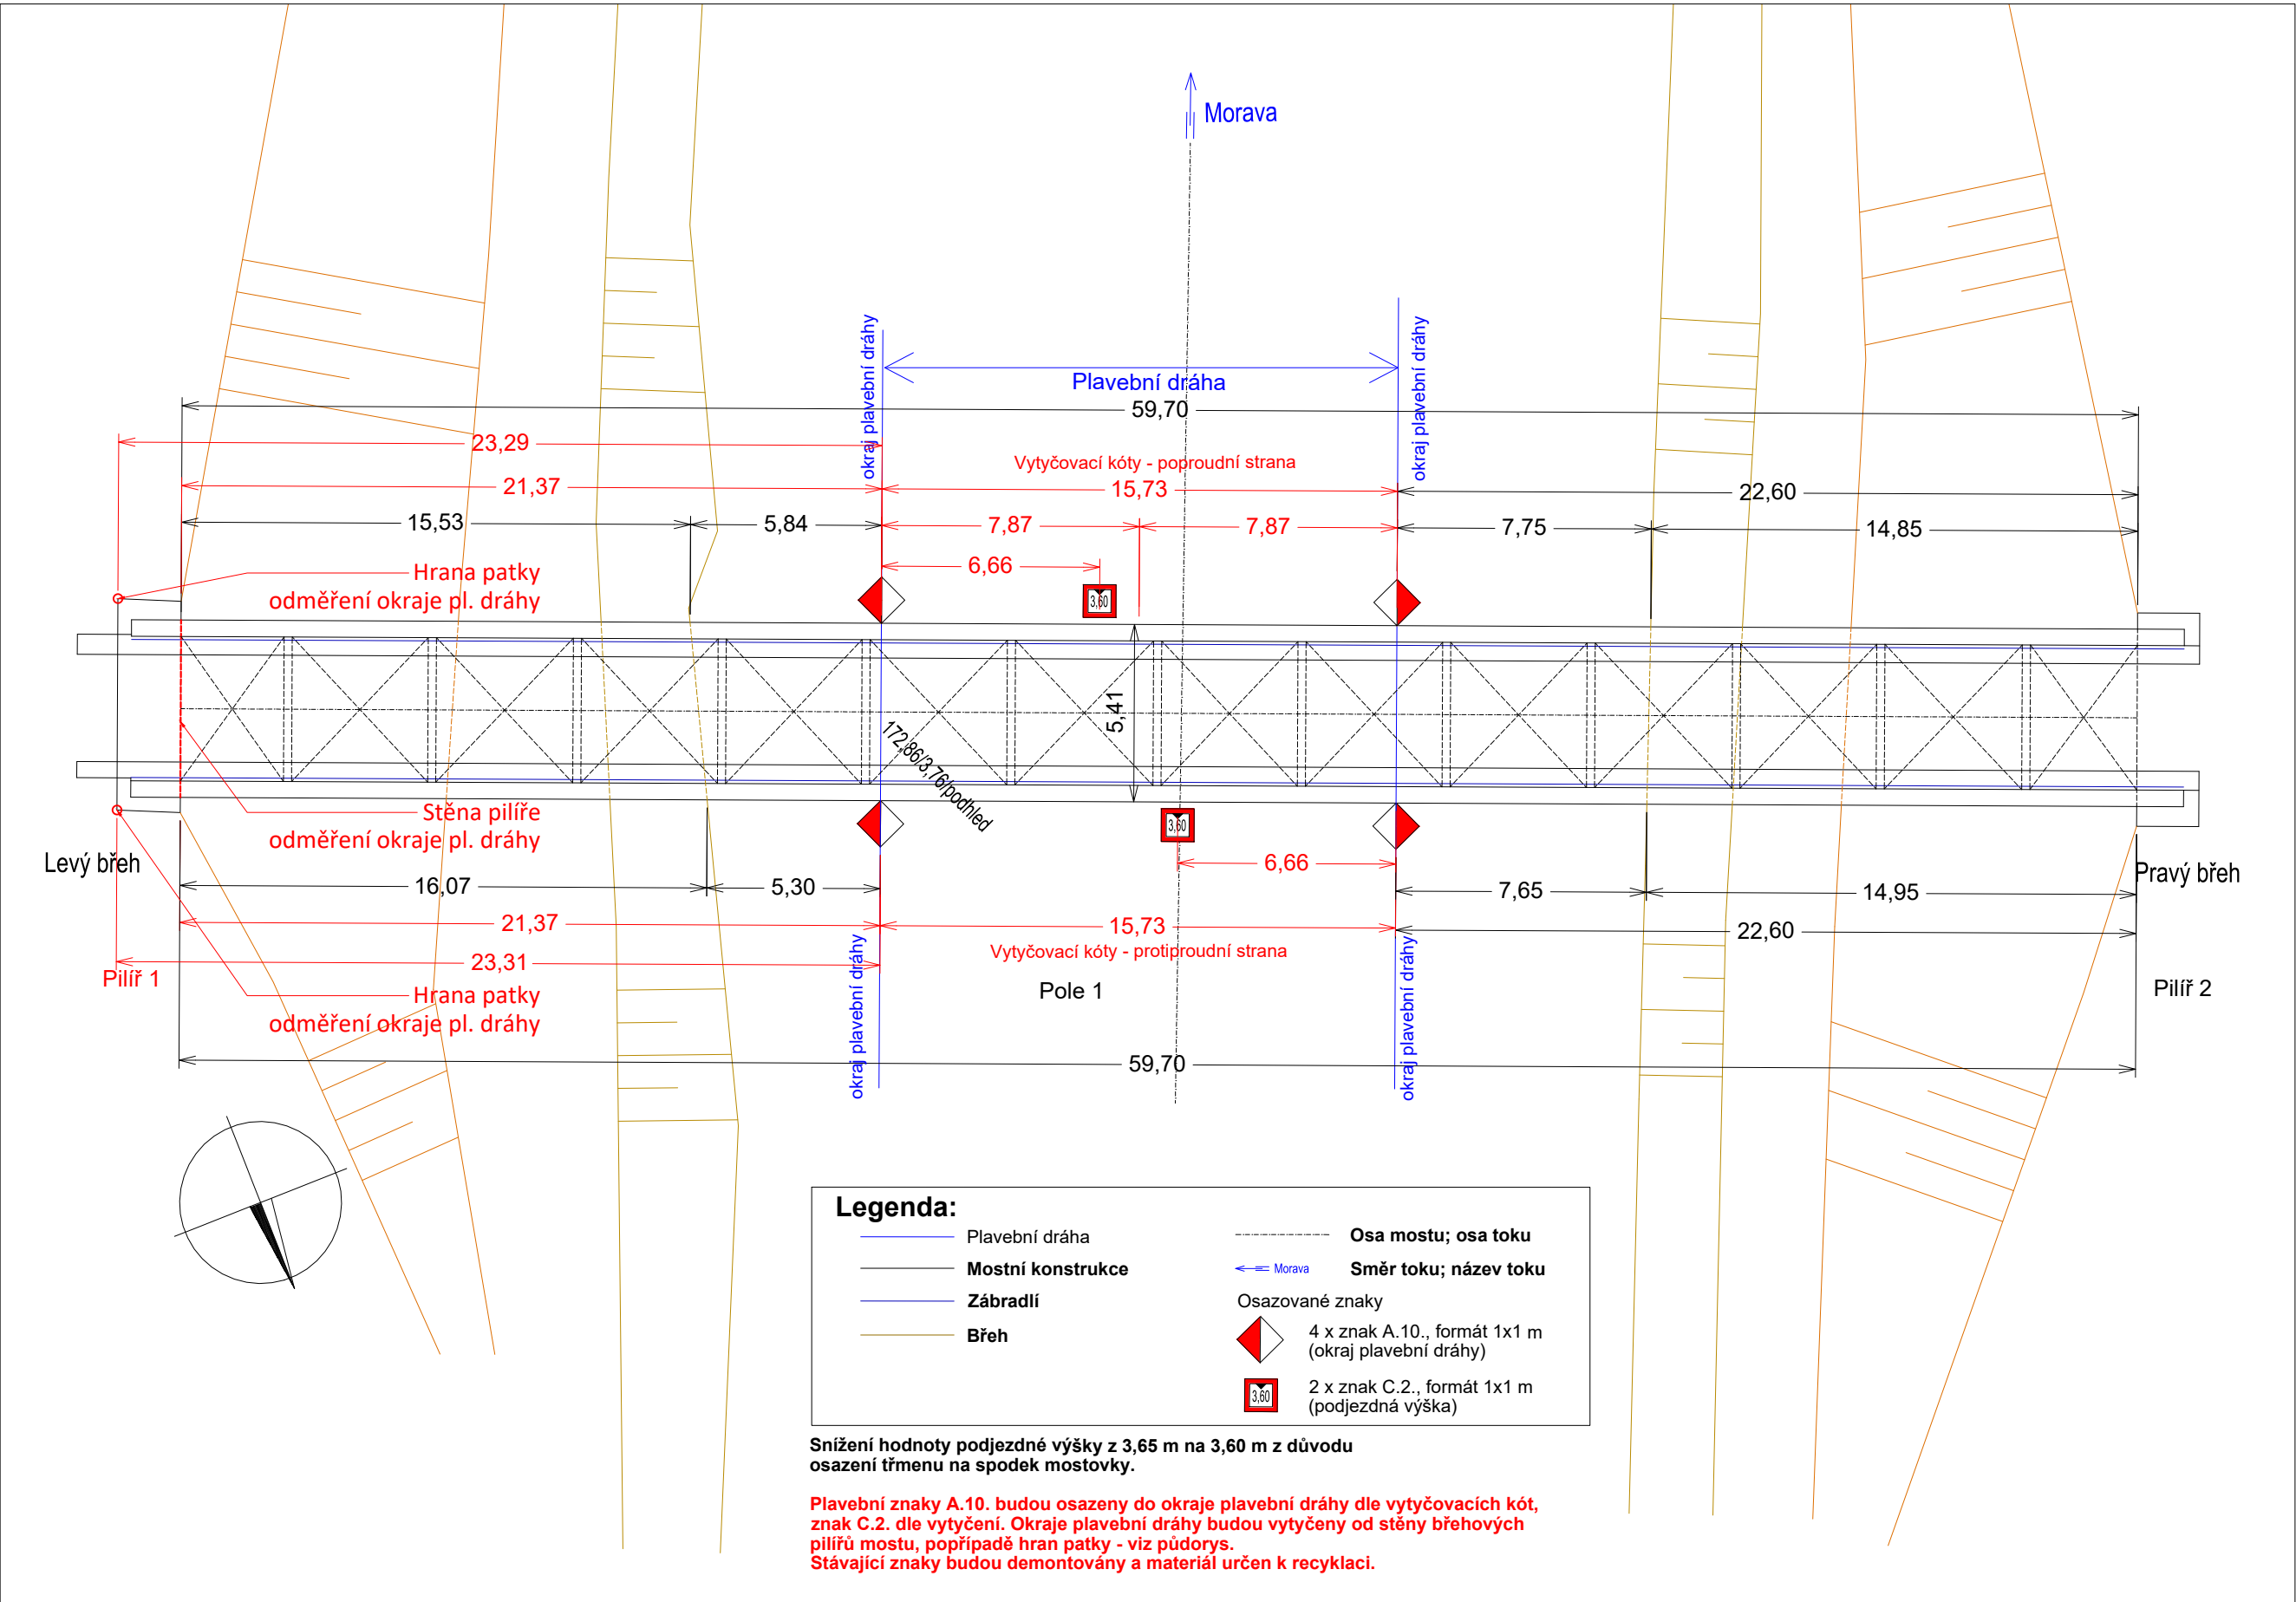 Morava
okraj plavební dráhy
okraj plavební dráhy
Plavební dráha
59,70
23,29
Vytyčovací kóty - poproudní strana
21,37
15,73
22,60
15,53
5,84
7,87
7,87
7,75
14,85
6,66
Hrana patky
odměření okraje pl. dráhy
3,60
5,41
172,86/3,76/podhled
Stěna pilíře
odměření okraje pl. dráhy
3,60
Levý břeh
Pravý břeh
6,66
16,07
5,30
7,65
14,95
21,37
15,73
22,60
Vytyčovací kóty - protiproudní strana
23,31
Pilíř 1
Hrana patky
odměření okraje pl. dráhy
Pole 1
Pilíř 2
okraj plavební dráhy
okraj plavební dráhy
59,70
Legenda:
Plavební dráha
Mostní konstrukce
Zábradlí
Břeh
Osa mostu; osa toku
Morava
Směr toku; název toku
Osazované znaky
4 x znak A.10., formát 1x1 m
(okraj plavební dráhy)
3,60
2 x znak C.2., formát 1x1 m
(podjezdná výška)
Snížení hodnoty podjezdné výšky z 3,65 m na 3,60 m z důvodu
osazení třmenu na spodek mostovky.
Plavební znaky A.10. budou osazeny do okraje plavební dráhy dle vytyčovacích kót,
znak C.2. dle vytyčení. Okraje plavební dráhy budou vytyčeny od stěny břehových
pilířů mostu, popřípadě hran patky - viz půdorys.
Stávající znaky budou demontovány a materiál určen k recyklaci.